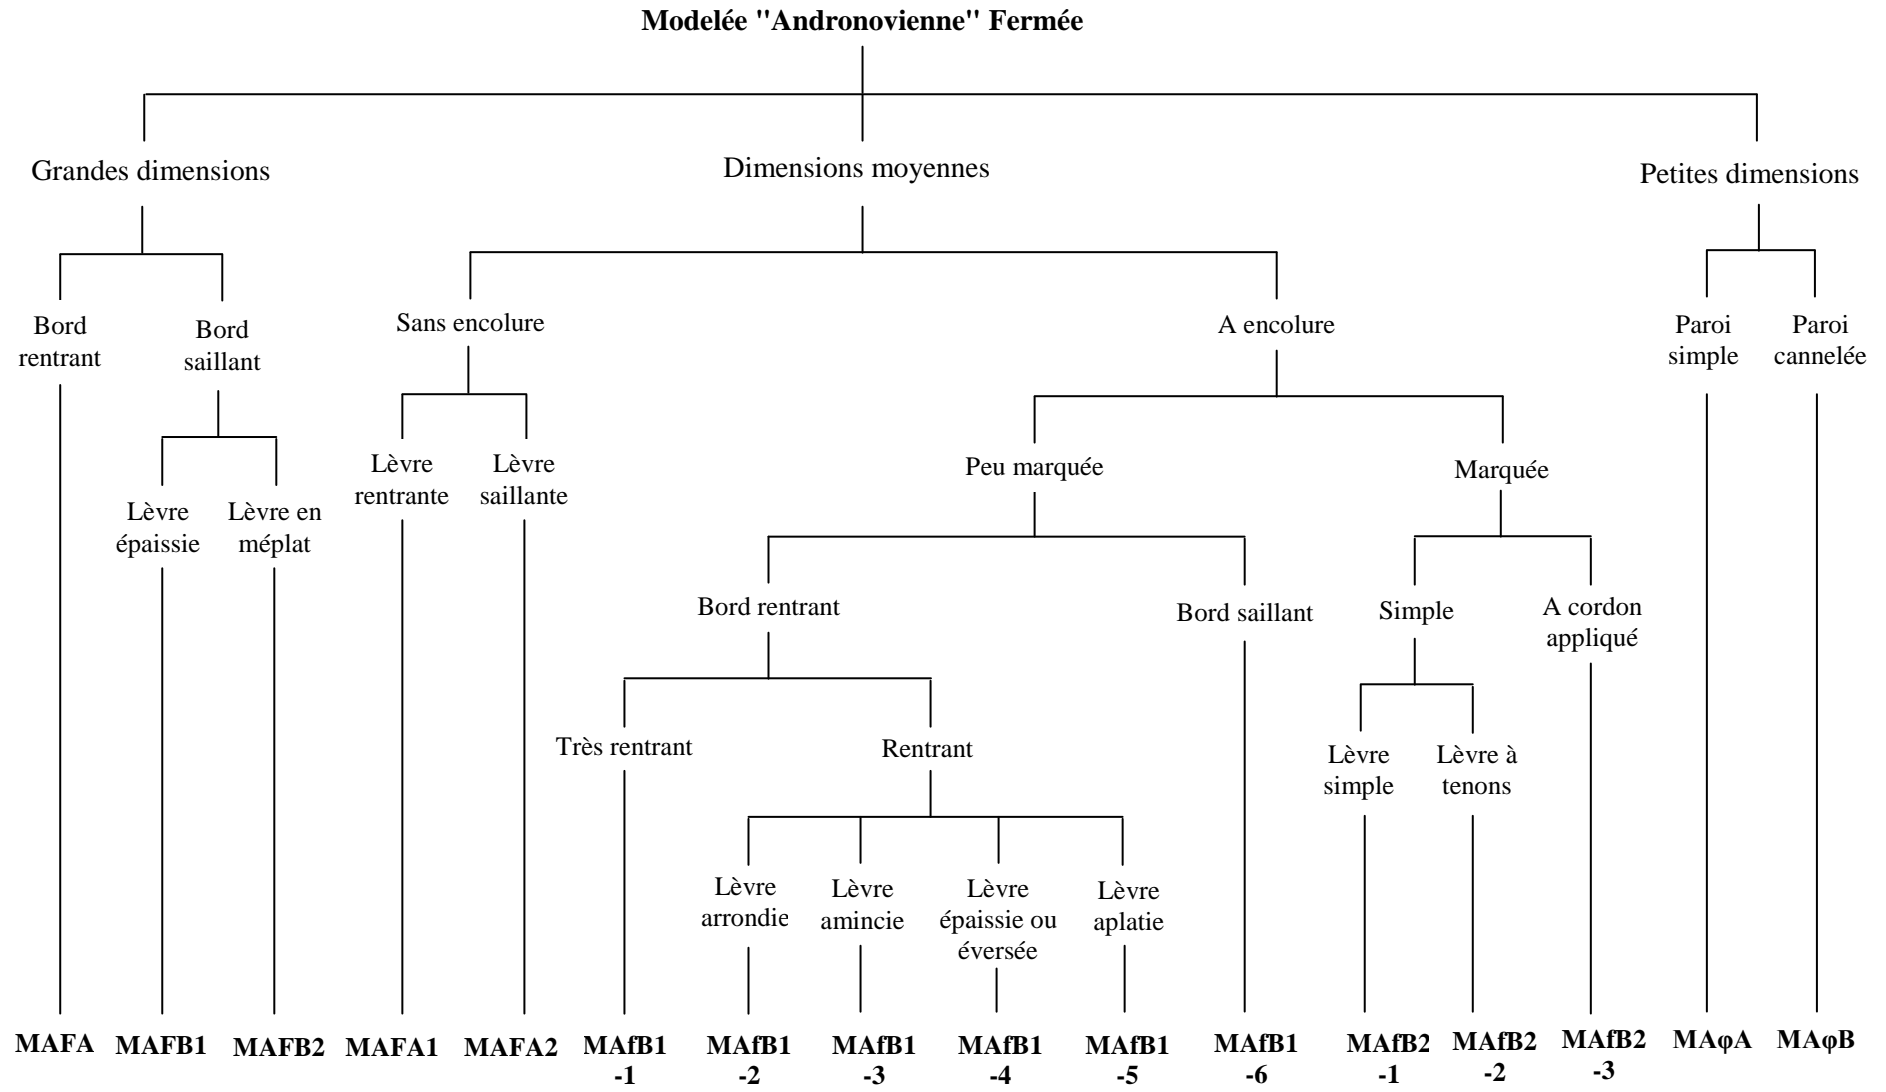 Modelée "Andronovienne" Fermée
Grandes dimensions
Dimensions moyennes
Petites dimensions
Bord
rentrant
Bord
saillant
Sans encolure
A encolure
Paroi
simple
Paroi
cannelée
Lèvre
épaissie
Lèvre en
méplat
Lèvre
rentrante
Lèvre
saillante
Peu marquée
Marquée
Bord rentrant
Bord saillant
Simple
A cordon
appliqué
Très rentrant
Rentrant
Lèvre
simple
Lèvre à
tenons
Lèvre
arrondie
Lèvre
amincie
Lèvre
épaissie ou
éversée
Lèvre
aplatie
MAFA
MAFB1
MAFB2
MAFA1
MAFA2
MAfB1
-1
MAfB1
-2
MAfB1
-3
MAfB1
-4
MAfB1
-5
MAfB1
-6
MAfB2
-1
MAfB2
-2
MAfB2
-3
MAφA
MAφB